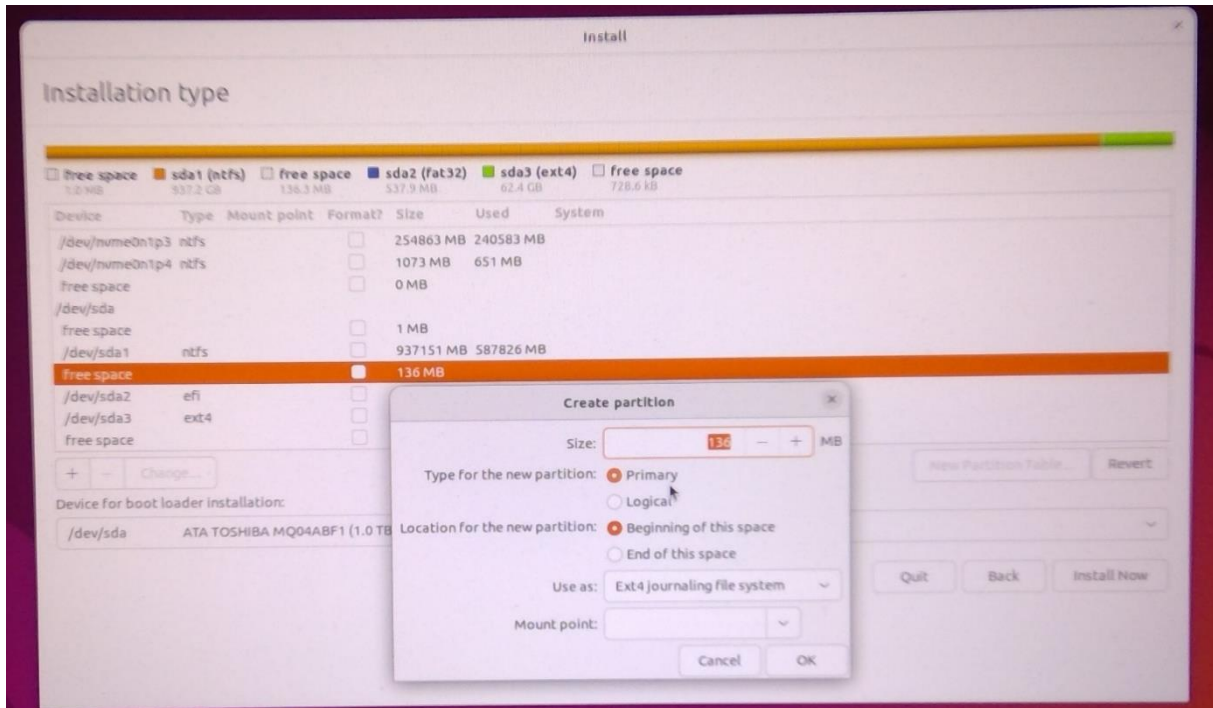 Install
Installation type
free space sda1 (ntfs) free space sda2 (fat32) sda3 (ext4) free space
1.0 MB 937.2 GB 136.3 MB 537.9 MB 62.4 GB 728.6 kB
Device Type Mount point Format? Size Used System
/dev/nvme0n1p3 ntfs 254863 MB 240583 MB
/dev/nvme0n1p4 ntfs 1073 MB 651 MB
free space 0 MB
/dev/sda
free space 1 MB
/dev/sda1 ntfs 937151 MB 587826 MB
free space 136 MB
/dev/sda2 efi
/dev/sda3 ext4
free space
+ - Change...
New Partition Table... Revert
Device for boot loader installation:
/dev/sda ATA TOSHIBA MQ04ABF1 (1.0 TB
Quit Back Install Now
Create partition
Size: 136 - + MB
Type for the new partition: Primary
Logical
Location for the new partition: Beginning of this space
End of this space
Use as: Ext4 journaling file system
Mount point:
Cancel OK